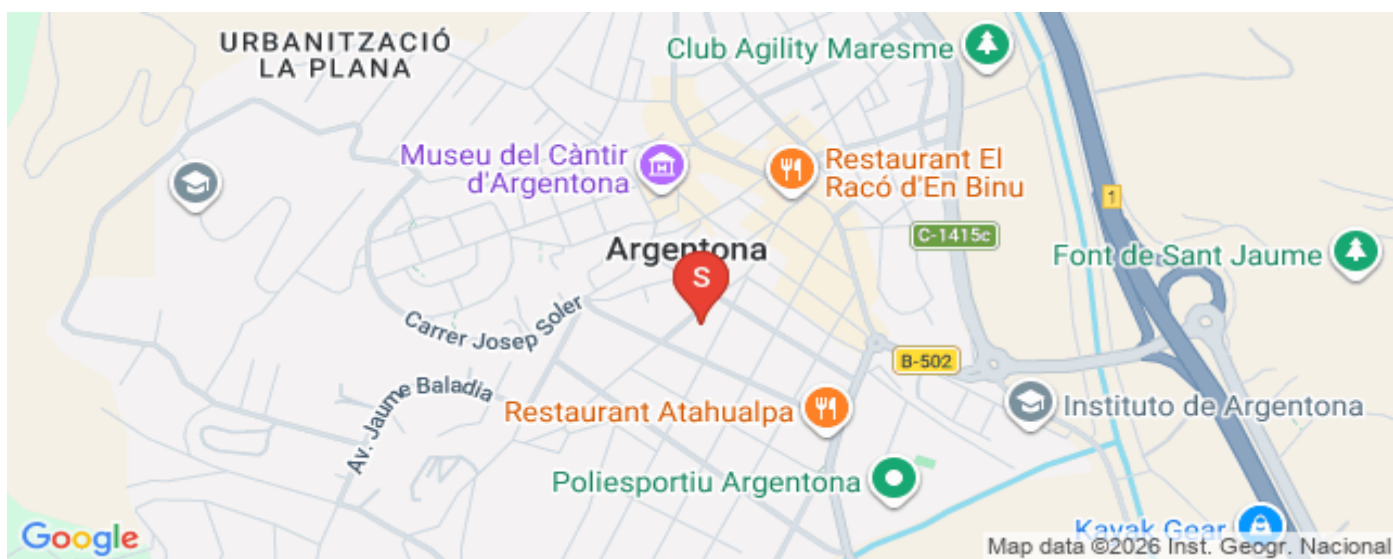 URBANITZACIÓ
LA PLANA
Club Agility Maresme
Museu del Càntir
d'Argentona
Restaurant El
Racó d'En Binu
1
C-1415c
Argentona
Font de Sant Jaume
S
Carrer Josep Soler
B-502
Av. Jaume Baladia
Restaurant Atahualpa
Instituto de Argentona
Poliesportiu Argentona
Kayak Gear
Google
Map data ©2026 Inst. Geogr. Nacional